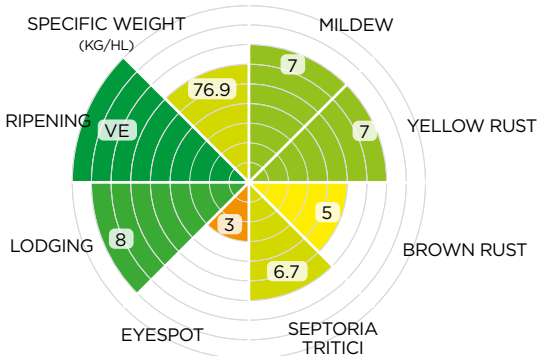 SPECIFIC WEIGHT
(KG/HL)
MILDEW
76.9
7
RIPENING
VE
7
YELLOW RUST
LODGING
8
3
5
BROWN RUST
6.7
EYESPOT
SEPTORIA
TRITICI